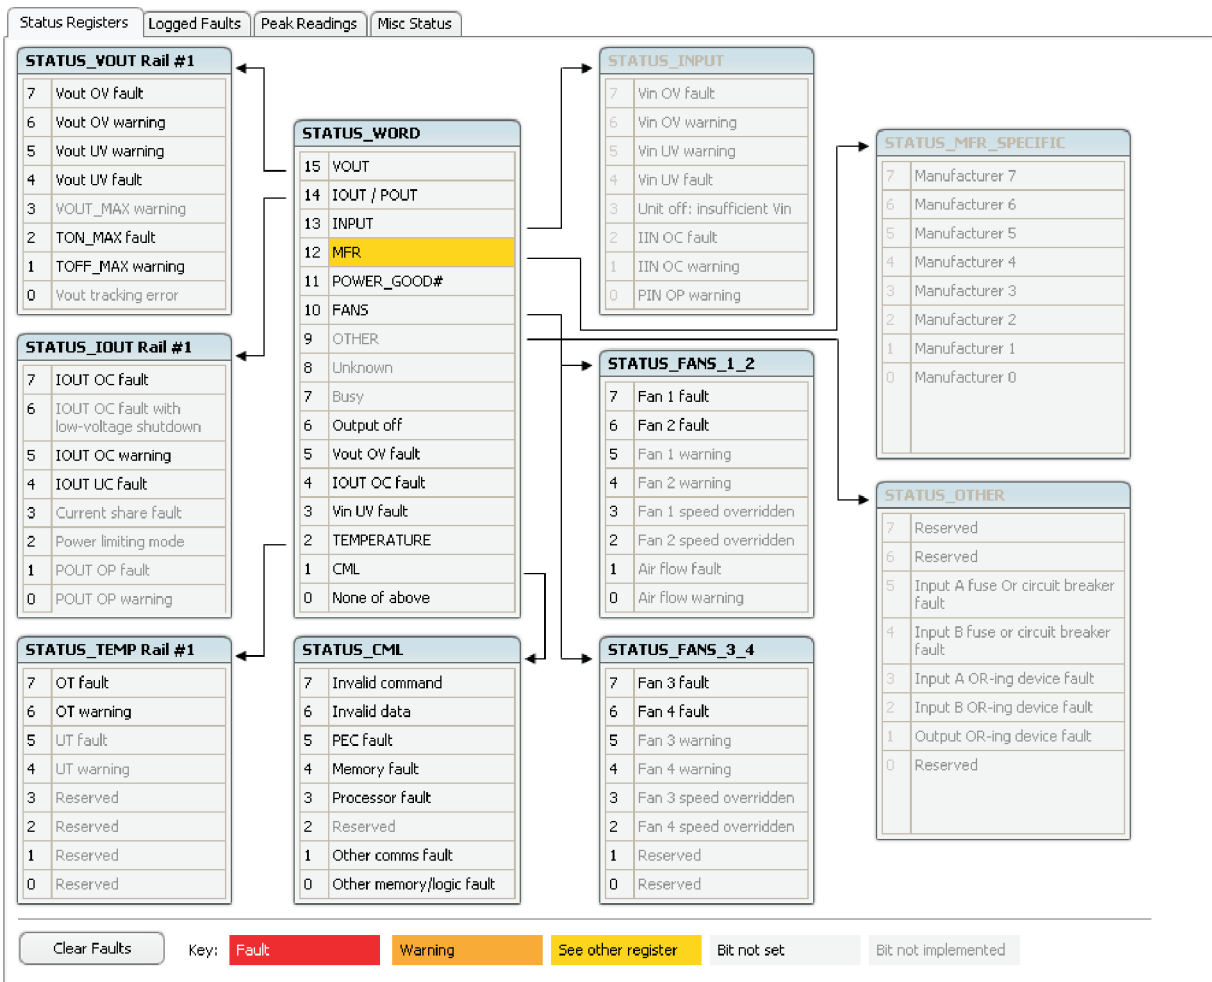 Status Registers
Logged Faults
Peak Readings
Misc Status
STATUS_VOUT Rail #1
7 Vout OV fault
6 Vout OV warning
5 Vout UV warning
4 Vout UV fault
3 VOUT_MAX warning
2 TON_MAX fault
1 TOFF_MAX warning
0 Vout tracking error
STATUS_IOUT Rail #1
7 IOUT OC fault
6 IOUT OC fault with
low-voltage shutdown
5 IOUT OC warning
4 IOUT UC fault
3 Current share fault
2 Power limiting mode
1 POUT OP fault
0 POUT OP warning
STATUS_TEMP Rail #1
7 OT fault
6 OT warning
5 UT fault
4 UT warning
3 Reserved
2 Reserved
1 Reserved
0 Reserved
STATUS_WORD
15 VOUT
14 IOUT / POUT
13 INPUT
12 MFR
11 POWER_GOOD#
10 FANS
9 OTHER
8 Unknown
7 Busy
6 Output off
5 Vout OV fault
4 IOUT OC fault
3 Vin UV fault
2 TEMPERATURE
1 CML
0 None of above
STATUS_CML
7 Invalid command
6 Invalid data
5 PEC fault
4 Memory fault
3 Processor fault
2 Reserved
1 Other comms fault
0 Other memory/logic fault
STATUS_INPUT
7 Vin OV fault
6 Vin OV warning
5 Vin UV warning
4 Vin UV fault
3 Unit off: insufficient Vin
2 IIN OC fault
1 IIN OC warning
0 PIN OP warning
STATUS_FANS_1_2
7 Fan 1 fault
6 Fan 2 fault
5 Fan 1 warning
4 Fan 2 warning
3 Fan 1 speed overridden
2 Fan 2 speed overridden
1 Air flow fault
0 Air flow warning
STATUS_FANS_3_4
7 Fan 3 fault
6 Fan 4 fault
5 Fan 3 warning
4 Fan 4 warning
3 Fan 3 speed overridden
2 Fan 4 speed overridden
1 Reserved
0 Reserved
STATUS_MFR_SPECIFIC
7 Manufacturer 7
6 Manufacturer 6
5 Manufacturer 5
4 Manufacturer 4
3 Manufacturer 3
2 Manufacturer 2
1 Manufacturer 1
0 Manufacturer 0
STATUS_OTHER
7 Reserved
6 Reserved
5 Input A fuse Or circuit breaker
fault
4 Input B fuse or circuit breaker
fault
3 Input A OR-ing device fault
2 Input B OR-ing device fault
1 Output OR-ing device fault
0 Reserved
Clear Faults
Key:
Fault
Warning
See other register
Bit not set
Bit not implemented